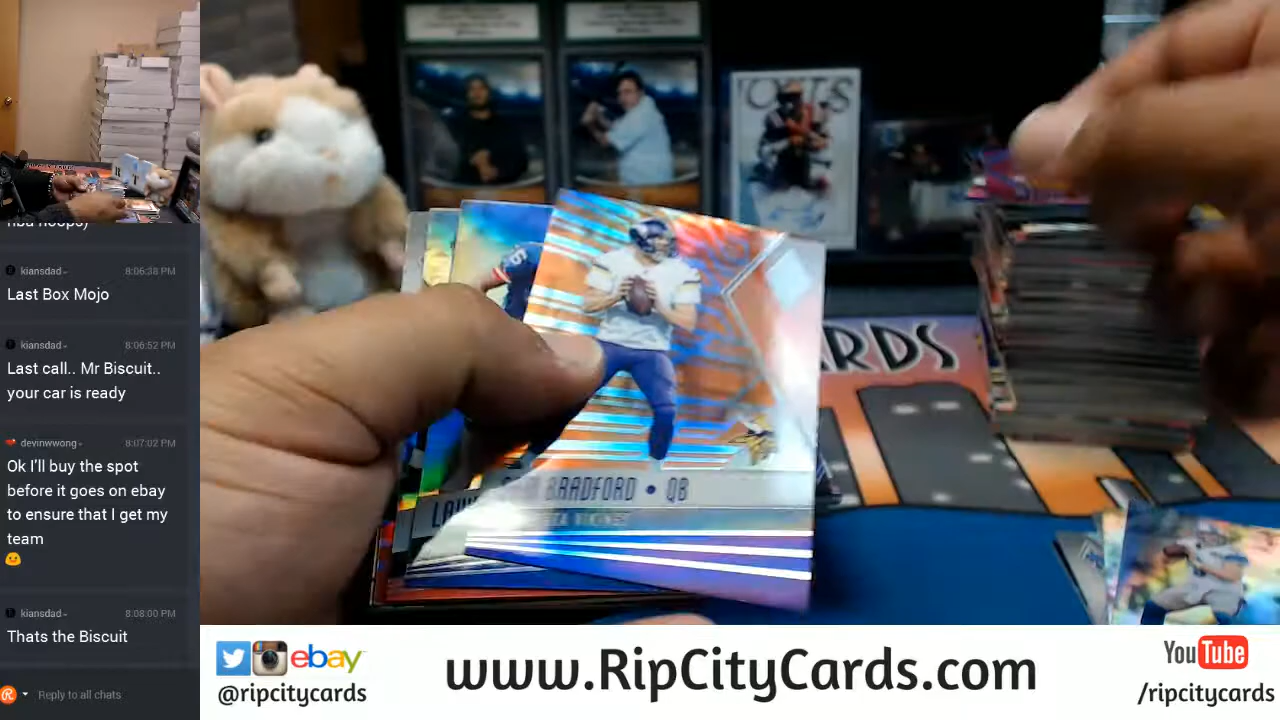 nba hoops)
kiansdad-
8:06:38 PM
Last Box Mojo
kiansdad-
8:06:52 PM
Last call.. Mr Biscuit..
your car is ready
devinwwong-
8:07:02 PM
Ok I'll buy the spot
before it goes on ebay
to ensure that I get my
team
kiansdad-
8:08:00 PM
Thats the Biscuit
Reply to all chats
BRADFORD • QB
ARDS
ebay
@ripcitycards
www.RipCityCards.com
YouTube
/ripcitycards